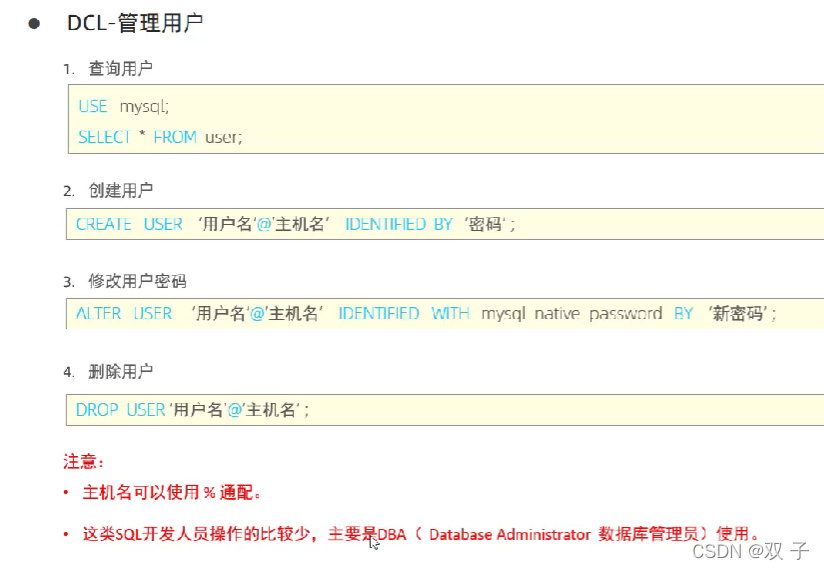 ● DCL-管理用户
1. 查询用户
USE mysql;
SELECT * FROM user;
2. 创建用户
CREATE USER ‘用户名’@’主机名’ IDENTIFIED BY ‘密码’ ;
3. 修改用户密码
ALTER USER ‘用户名’@’主机名’ IDENTIFIED WITH mysql_native_password BY ‘新密码’ ;
4. 删除用户
DROP USER ‘用户名’@’主机名’ ;
注意：
• 主机名可以使用 % 通配。
• 这类SQL开发人员操作的比较少，主要是DBA（ Database Administrator 数据库管理员）使用。
CSDN @双 子